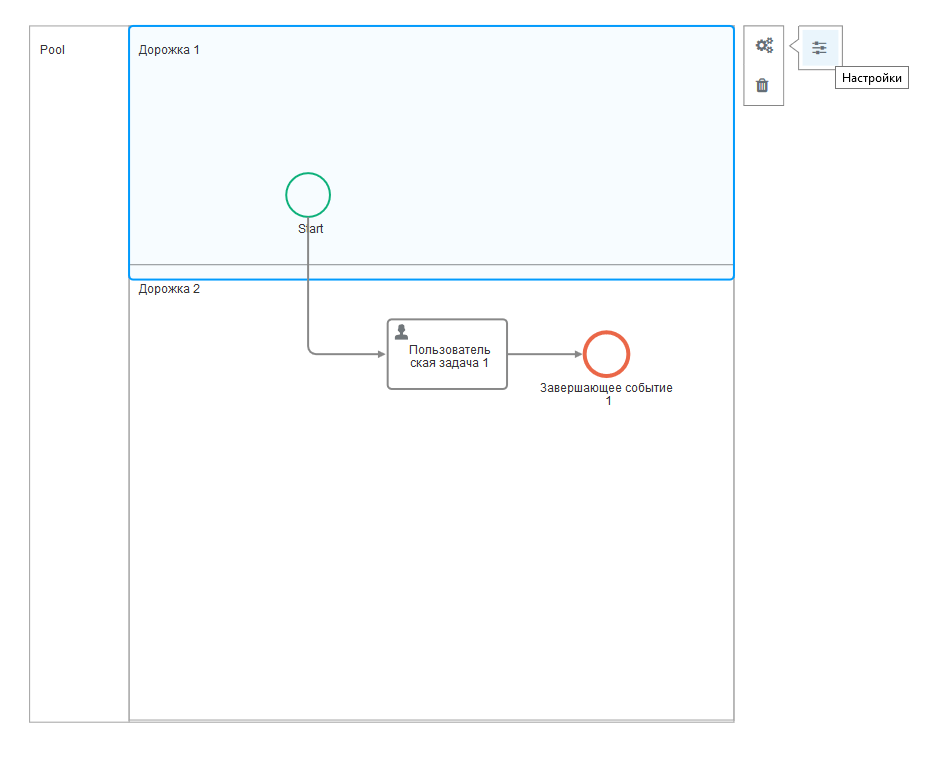 Pool
Дорожка 1
Настройки
Start
Дорожка 2
Пользователь
ская задача 1
Завершающее событие
1